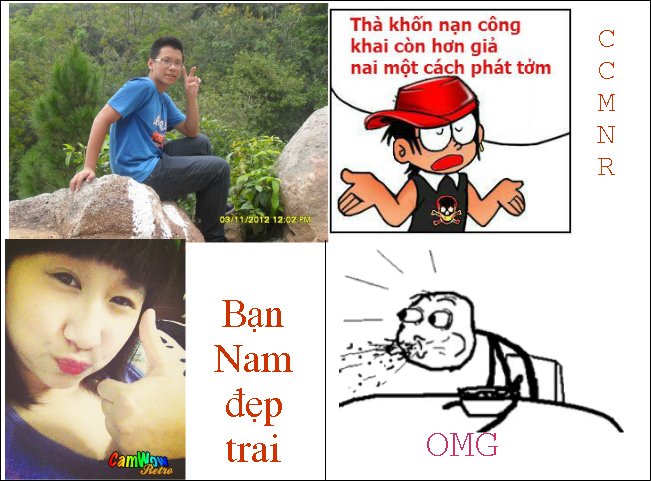 03/11/2012 12:02 PM
Thà khốn nạn công
khai còn hơn giả
nai một cách phát tởm
C
C
M
N
R
CamWow
Retro
Bạn
Nam
đẹp
trai
OMG